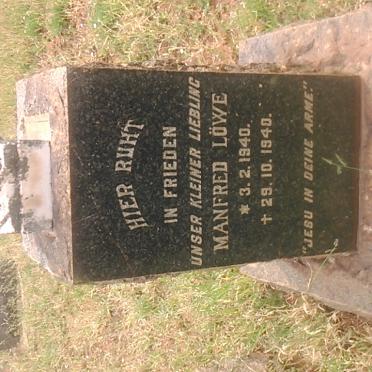 HIER RUHT
IN FRIEDEN
UNSER KLEINER LIEBLING
MANFRED LÖWE
* 3. 2. 1940.
† 29. 10. 1940.
"JESU IN DEINE ARME."